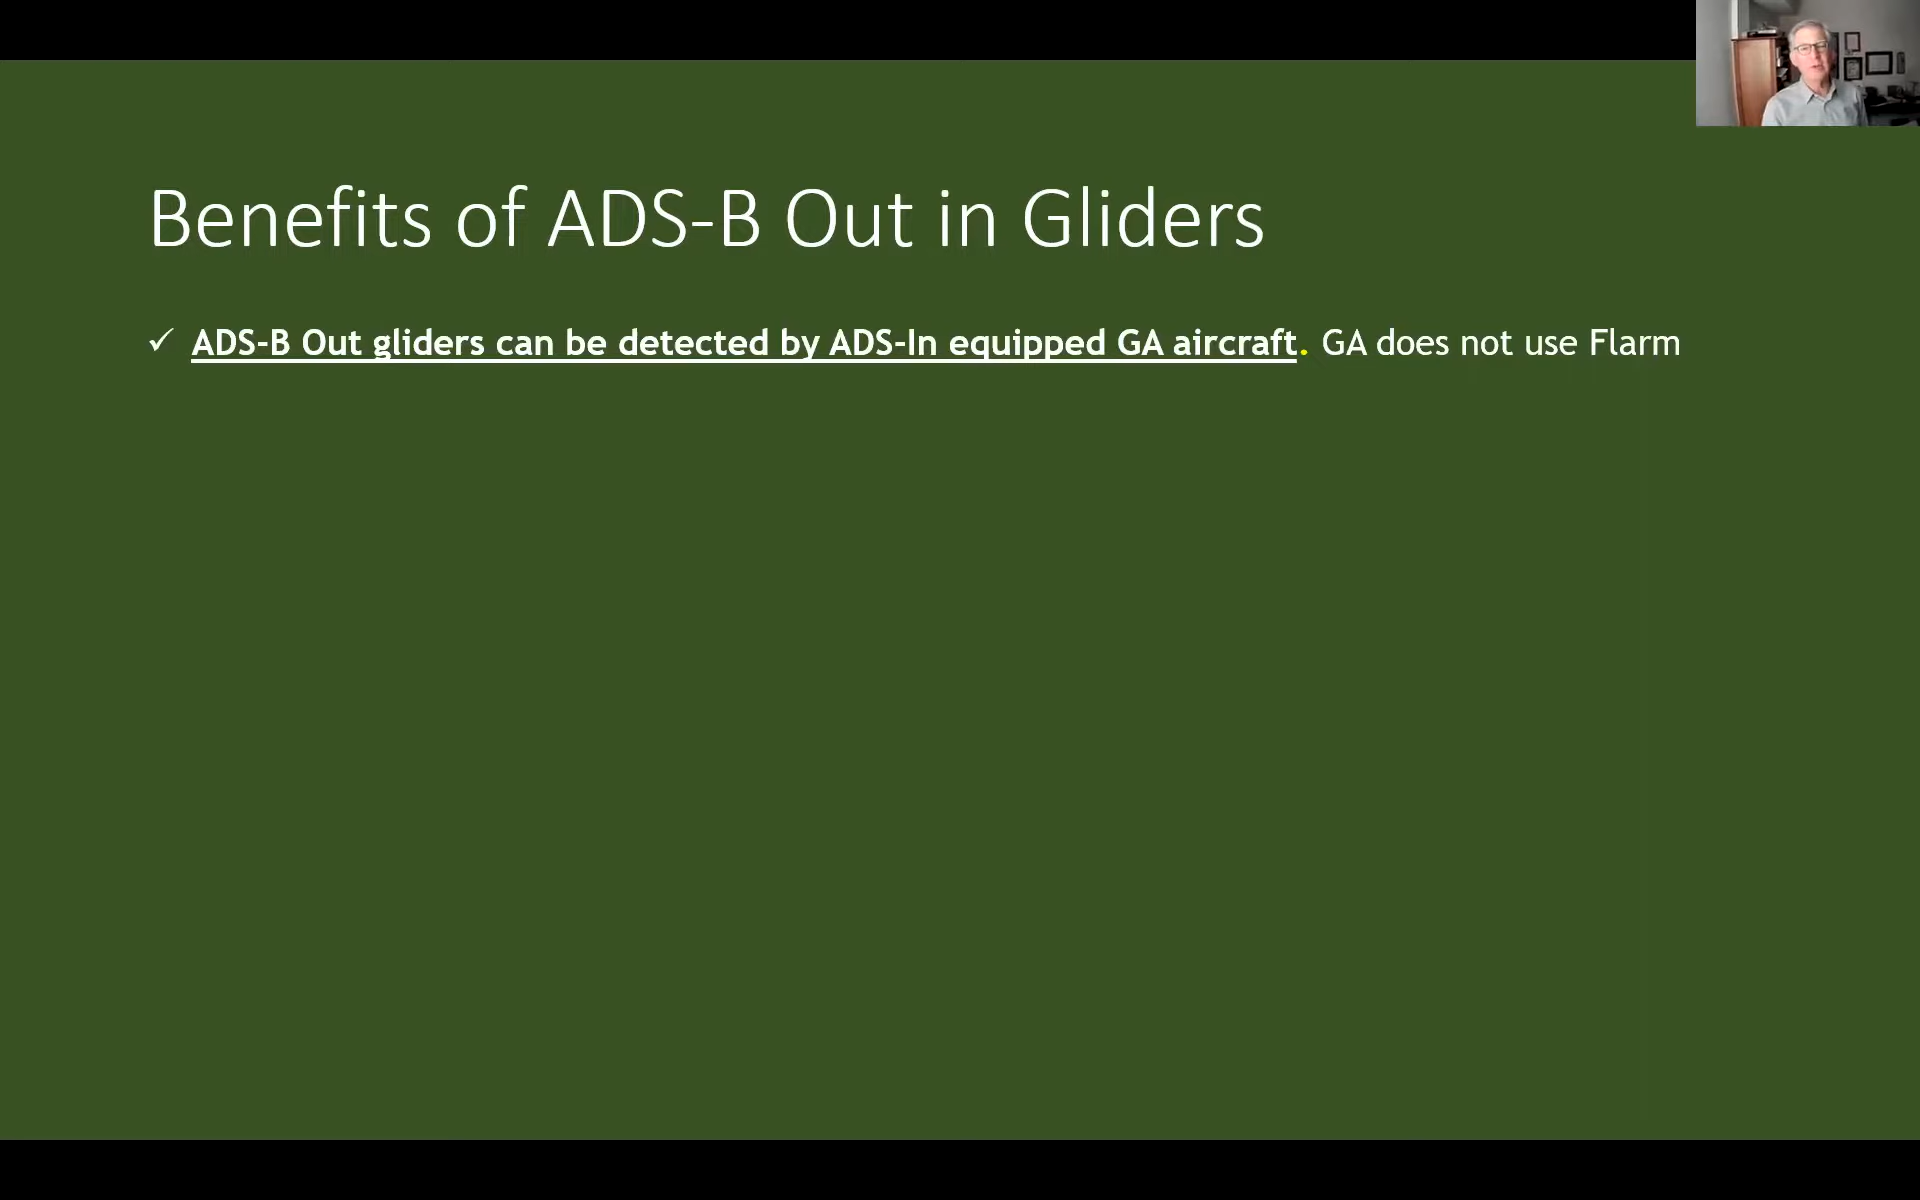 Benefits of ADS-B Out in Gliders
✓ ADS-B Out gliders can be detected by ADS-In equipped GA aircraft. GA does not use Flarm